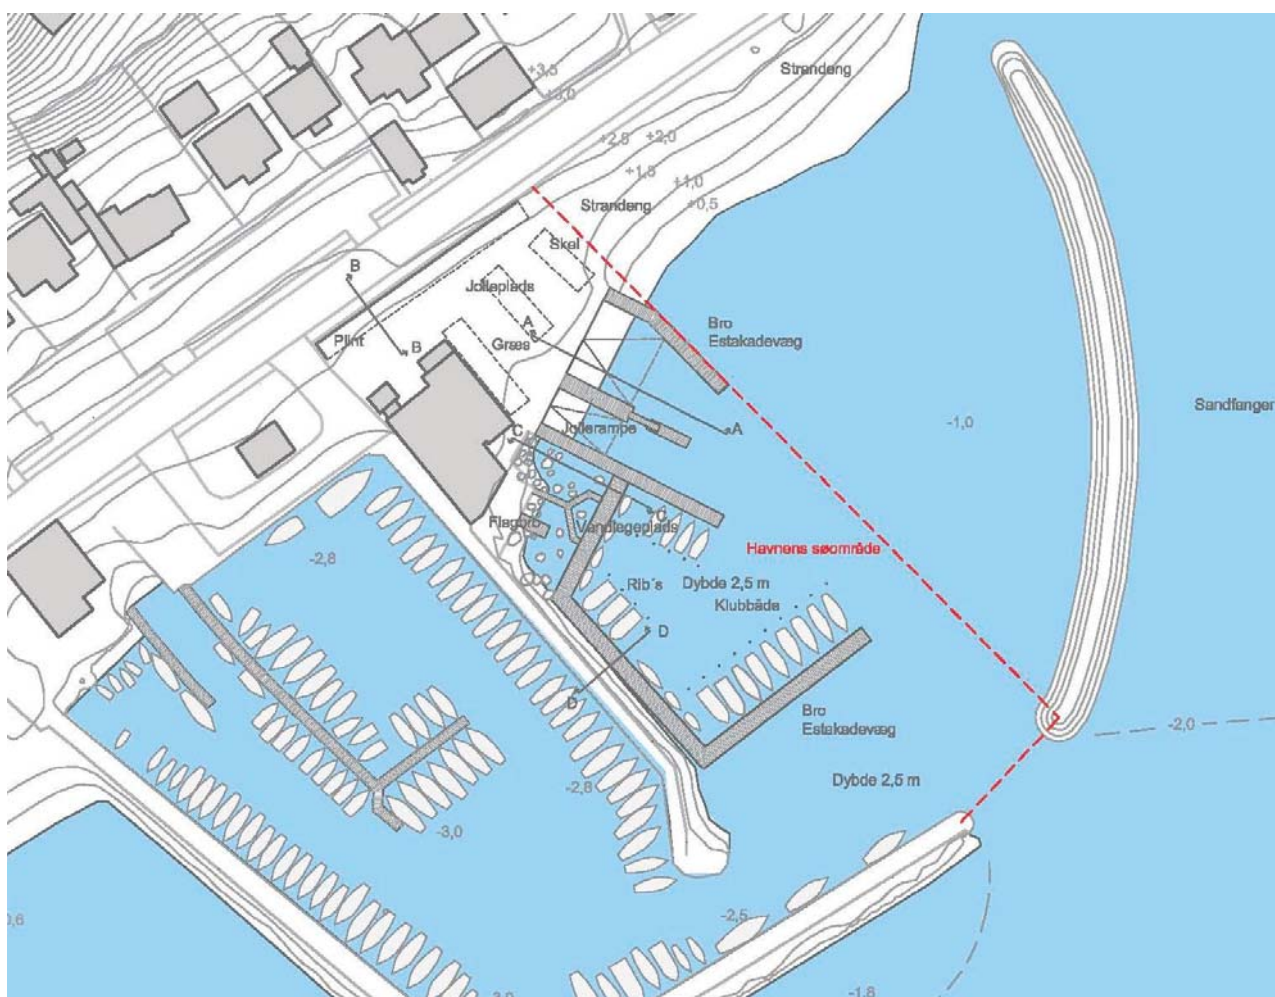 Strandeng
+3,5
+3,0
+2,5
+2,0
+1,5
+1,0
+0,5
Strandeng
Skel
B
Jolleplads
A
Plint
B
Græs
Bro
Estakadevæg
Sandfanger
-1,0
A
Jollerampe
C
C
Vandlegeplads
Havnens søområde
-2,8
Rib´s
Dybde 2,5 m
Klubbåde
D
D
Bro
Estakadevæg
-2,0
-2,8
Dybde 2,5 m
-3,0
-2,5
-1,8